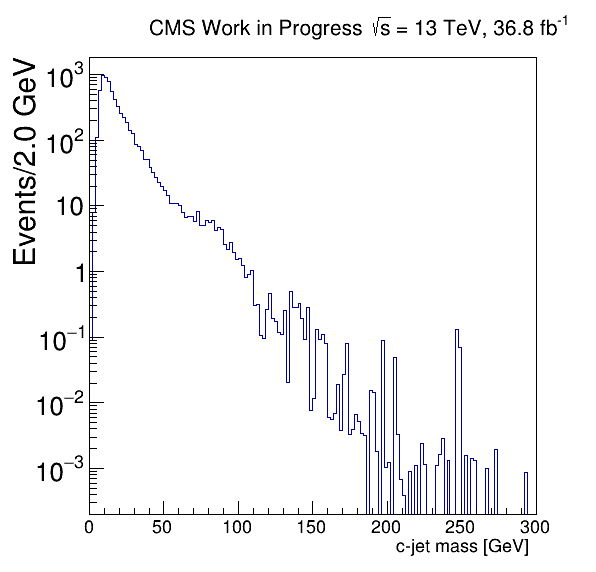 CMS Work in Progress √s = 13 TeV, 36.8 fb⁻¹
Events/2.0 GeV
10³
10²
10
1
10⁻¹
10⁻²
10⁻³
0 50 100 150 200 250 300
c-jet mass [GeV]